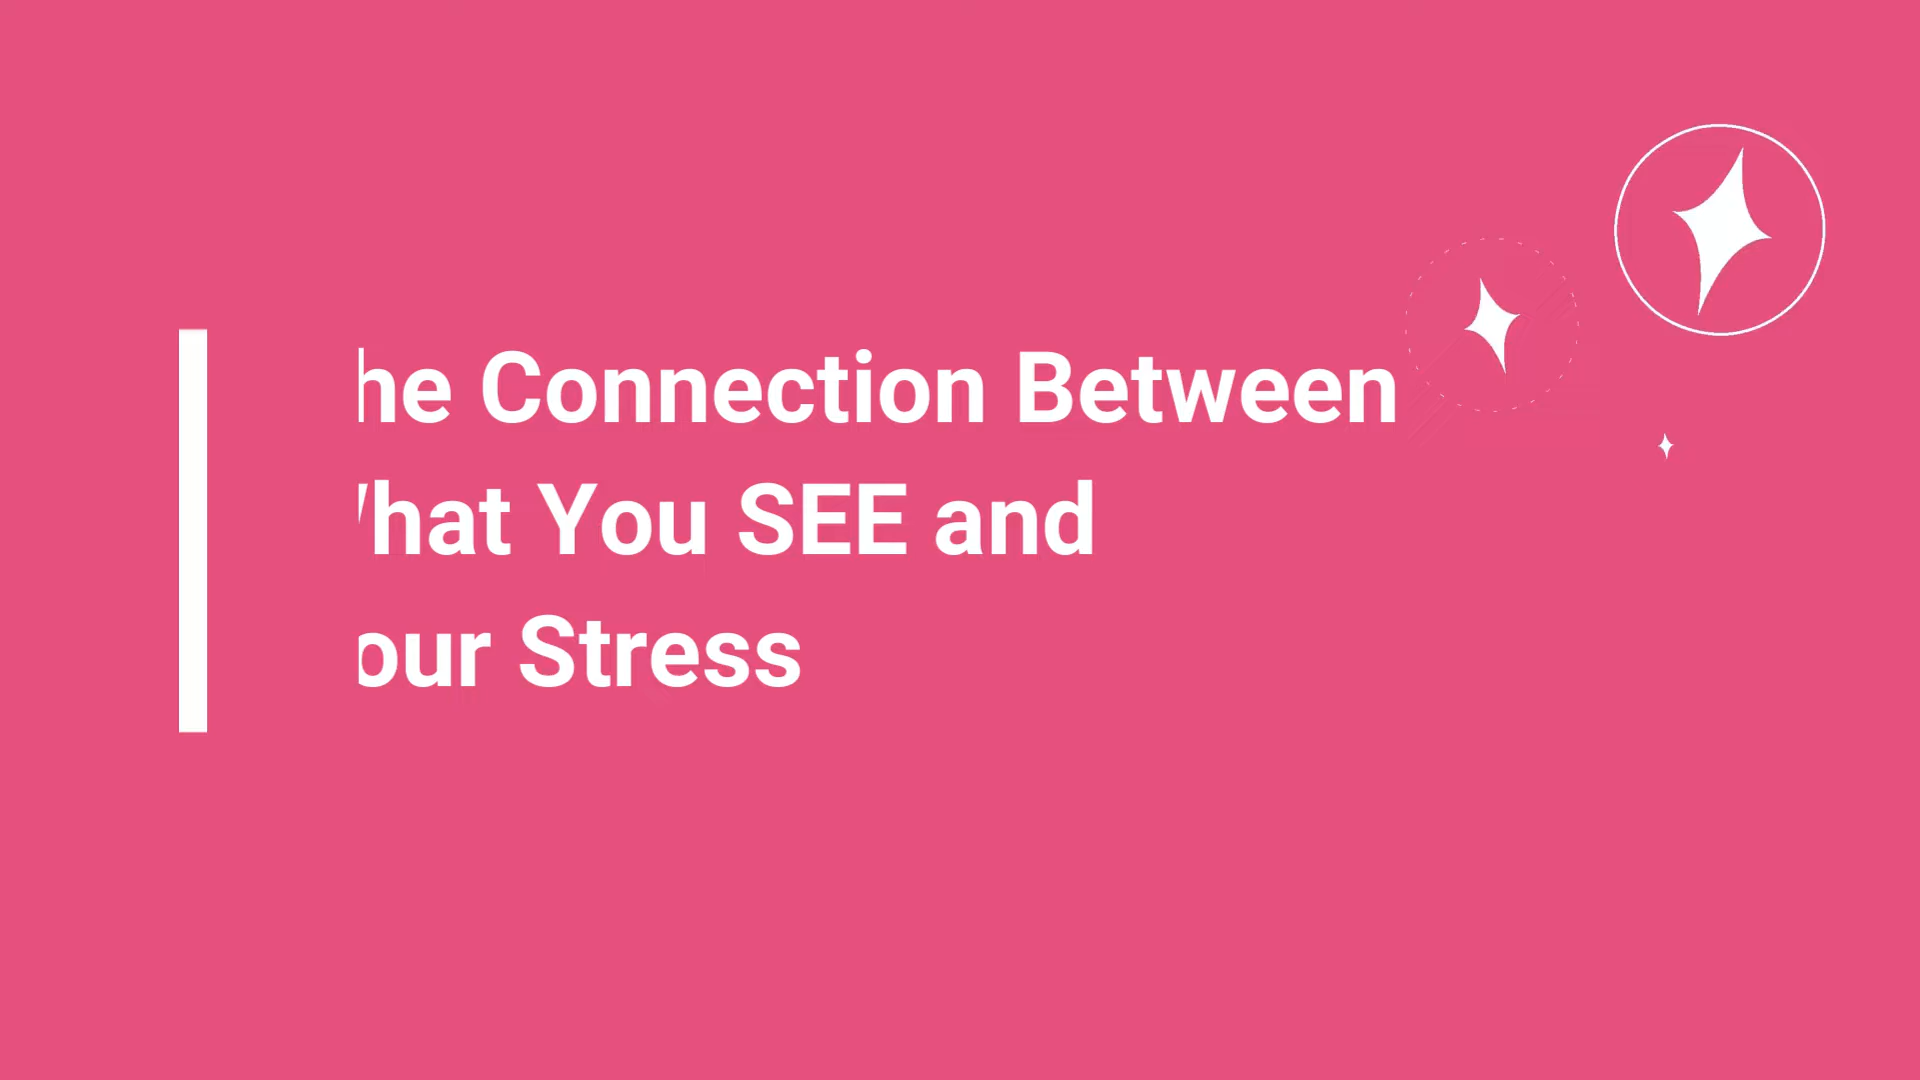 he Connection Between
hat You SEE and
our Stress